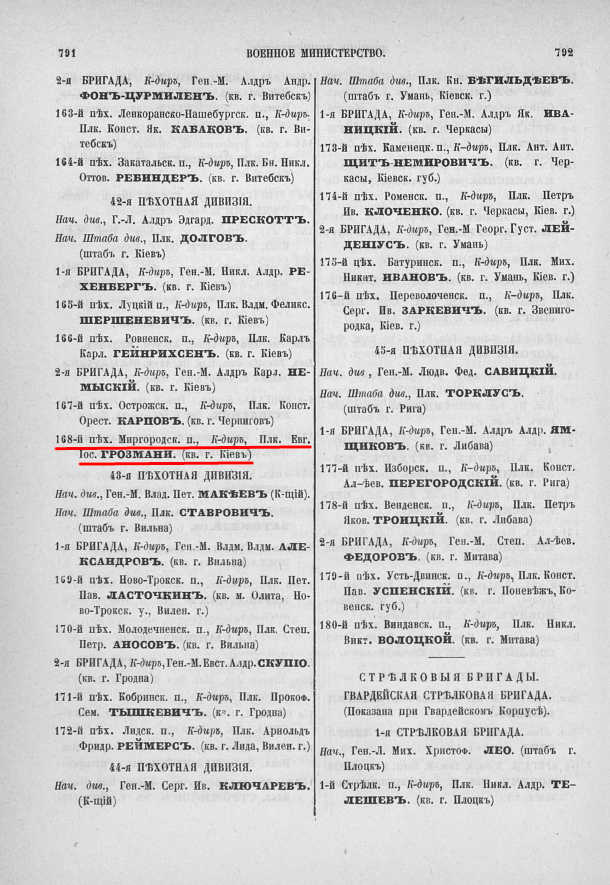 791
ВОЕННОЕ МИНИСТЕРСТВО.
792
2-я БРИГАДА, К-диръ, Ген.-М. Алдръ Андр.
ФОНЪ-ЦУРМИЛЕНЪ. (кв. г. Витебскъ)
163-й пѣх. Ленкоранско-Нашебургск. п., К-диръ.
Плк. Конст. Як. КАБАКОВЪ. (кв. г. Ви-
тебскъ)
164-й пѣх. Закатальск. п., К-диръ, Плк. Бн. Никл.
Оттов. РЕБИНДЕРЪ. (кв. г. Витебскъ)
42-я ПѢХОТНАЯ ДИВИЗІЯ.
Нач. див., Г.-Л. Алдръ Эдгард. ПРЕСКОТТЪ.
Нач. Штаба див., Плк. ДОЛГОВЪ.
(штабъ г. Кіевъ)
1-я БРИГАДА, К-диръ, Ген-М. Никл. Алдр. РЕ-
ХЕНБЕРГЪ. (кв. г. Кіевъ)
165-й пѣх. Луцкій п., К-диръ, Плк. Влдм. Феликс.
ШЕРШЕНЕВИЧЪ. (кв. г. Кіевъ)
166-й пѣх. Ровненск. п., К-диръ, Плк. Карлъ
Карл. ГЕЙНРИХСЕНЪ. (кв. г. Кіевъ)
2-я БРИГАДА, К-диръ, Ген-М. Алдръ Карл. НЕ-
МЫСКІЙ. (кв. г. Кіевъ)
167-й пѣх. Острожск. п., К-диръ, Плк. Конст.
Орест. КАРПОВЪ. (кв. г. Черниговъ)
168-й пѣх. Миргородск. п., К-диръ, Плк. Евг.
Іос. ГРОЗМАНИ. (кв. г. Кіевъ)
43-я ПѢХОТНАЯ ДИВИЗІЯ.
Нач. див., Ген.-М. Влад. Пет. МАКѢЕВЪ (К-щій).
Нач. Штаба див., Плк. СТАВРОВИЧЪ.
(штабъ г. Вильна)
1-я БРИГАДА, К-диръ, Ген-М. Влдм. Влдм. АЛЕ-
КСАНДРОВЪ. (кв. г. Вильна)
169-й пѣх. Ново-Трокск. п., К-диръ, Плк. Пет.
Пав. ЛАСТОЧКИНЪ. (кв. м. Олита, Но-
во-Трокск. у., Вилен. г.)
170-й пѣх. Молодечненск. п., К-диръ, Плк. Степ.
Петр. АНОСОВЪ. (кв. г. Вильна)
2-я БРИГАДА, К-диръ, Ген-М. Евст. Алдр. СКУПІО.
(кв. г. Гродна)
171-й пѣх. Кобринск. п., К-диръ, Плк. Прокоф.
Сем. ТЫШКЕВИЧЪ. (кв. г. Гродна)
172-й пѣх. Лидск. п., К-диръ, Плк. Арнольдъ
Фридр. РЕЙМЕРСЪ. (кв. г. Лида, Вилен. г.)
44-я ПѢХОТНАЯ ДИВИЗІЯ.
Нач. див., Ген-М. Серг. Ив. КЛЮЧАРЕВЪ.
(К-щій)
Нач. Штаба див., Плк. Кн. БѢГИЛЬДѢЕВЪ.
(штабъ г. Умань, Кіевск. г.)
1-я БРИГАДА, К-диръ, Ген-М. Алдръ Як. ИВА-
НИЦКІЙ. (кв. г. Черкасы)
173-й пѣх. Каменецк. п., К-диръ, Плк. Ант. Ант.
ЩИТЪ-НЕМИРОВИЧЪ. (кв. г. Чер-
касы, Кіевск. губ.)
174-й пѣх. Роменск. п., К-диръ, Плк. Петръ
Ив. КЛОЧЕНКО. (кв. г. Черкасы, Кіев. г.)
2-я БРИГАДА, К-диръ, Ген-М Георг. Густ. ЛЕЙ-
ДЕНІУСЪ. (кв. г. Умань)
175-й пѣх. Батуринск. п., К-диръ, Плк. Мих.
Никит. ИВАНОВЪ. (кв. г. Умань, Кіев. г.)
176-й пѣх. Переволоченск. п., К-диръ, Плк.
Серг. Ив. ЗАРКЕВИЧЪ. (кв. г. Звениго-
родка, Кіев. г.)
45-я ПѢХОТНАЯ ДИВИЗІЯ.
Нач. див, Ген-М. Людв. Фед. САВИЦКІЙ.
Нач. Штаба див., Плк. ТОРКЛУСЪ.
(штабъ г. Рига)
1-я БРИГАДА, К-диръ, Ген-М. Алдръ Алдр. ЯМ-
ЩИКОВЪ. (кв. г. Либава)
177-й пѣх. Изборск. п., К-диръ, Плк. Конст.
Ал-ѣев. ПЕРЕГОРДСКІЙ. (кв. г. Рига)
178-й пѣх. Венденск. п., К-диръ, Плк. Петръ
Яков. ТРОИЦКІЙ. (кв. г. Либава)
2-я БРИГАДА, К-диръ, Ген-М. Степ. Ал-ѣев.
ФЕДОРОВЪ. (кв. г. Митава)
179-й пѣх. Усть-Двинск. п., К-диръ, Плк. Конст.
Пав. УСПЕНСКІЙ. (кв. г. Поневѣжъ, Ко-
венск. губ.)
180-й пѣх. Виндавск. п., К-диръ, Плк. Никл.
Викт. ВОЛОЦКОЙ. (кв. г. Митава)
СТРѢЛКОВЫЯ БРИГАДЫ.
ГВАРДЕЙСКАЯ СТРѢЛКОВАЯ БРИГАДА.
(Показана при Гвардейскомъ Корпусѣ).
1-я СТРѢЛКОВАЯ БРИГАДА.
Нач., Ген-Л. Мих. Христоф. ЛЕО. (штабъ г.
Плоцкъ)
1-й Стрѣлк. п., К-диръ, Плк. Никл. Алдр. ТЕ-
ЛЕШЕВЪ. (кв. г. Плоцкъ)